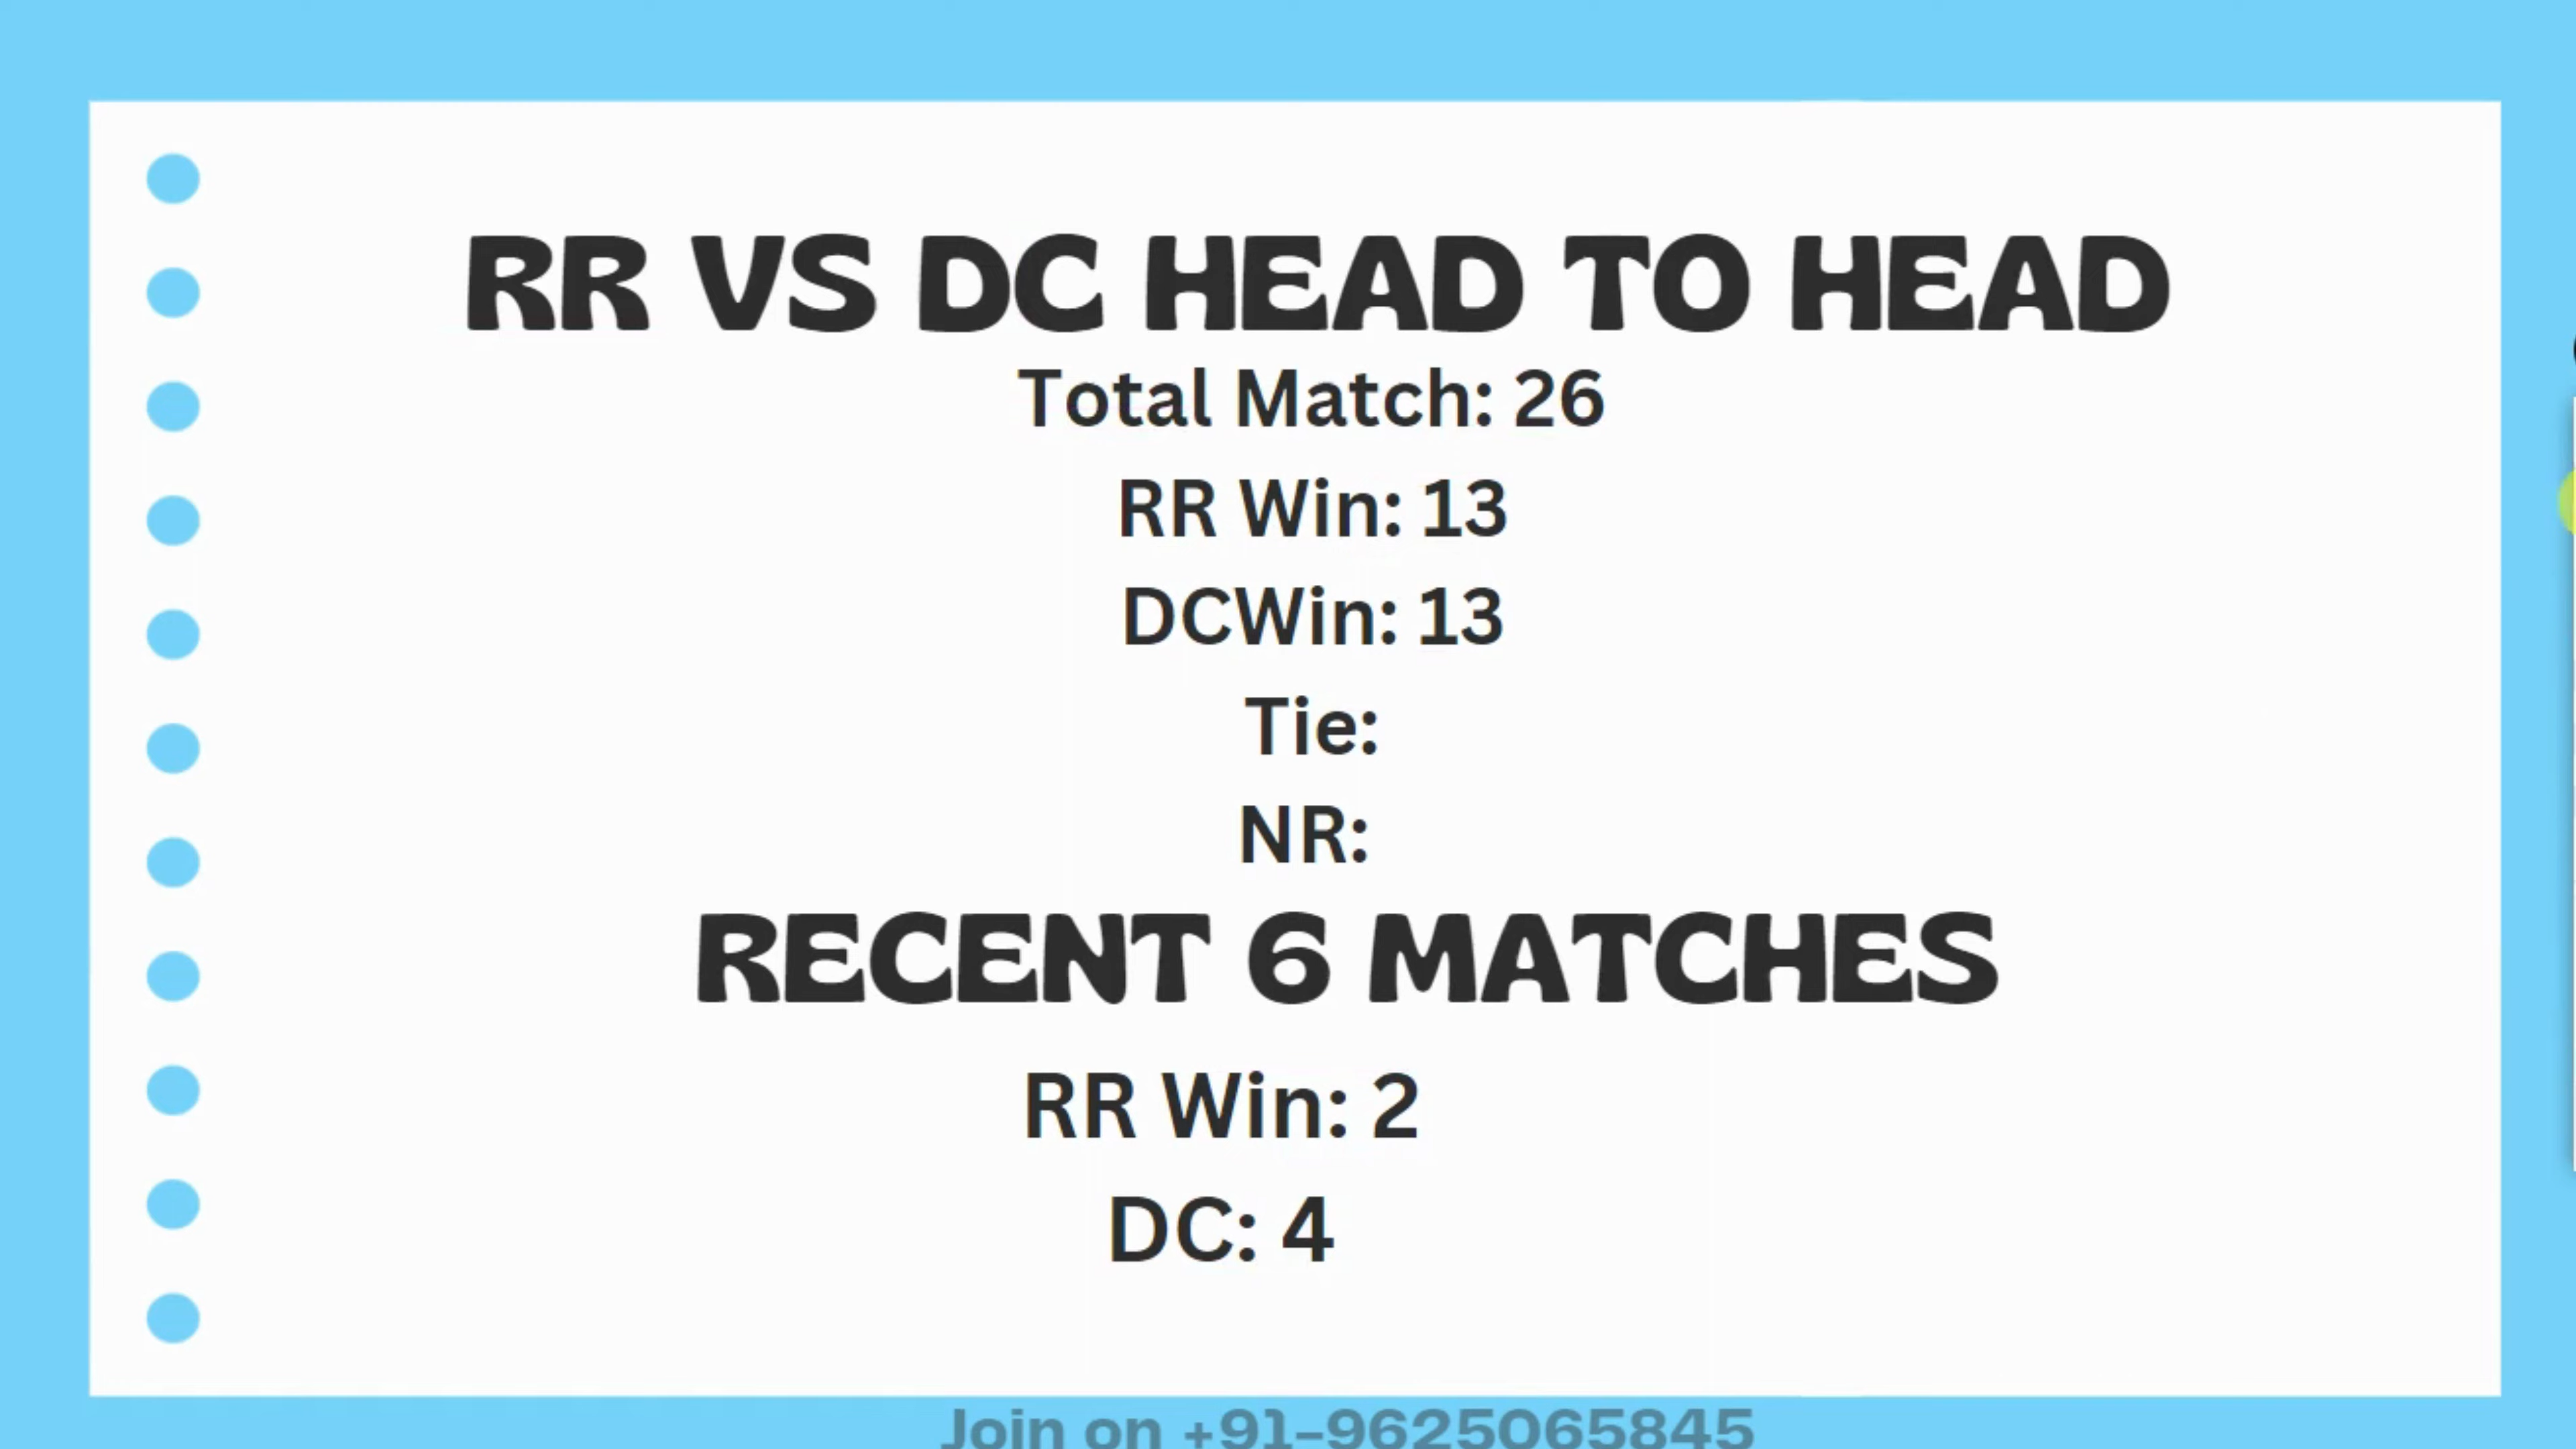 RR VS DC HEAD TO HEAD
Total Match: 26
RR Win: 13
DCWin: 13
Tie:
NR:
RECENT 6 MATCHES
RR Win: 2
DC: 4
Join on +91-9625065845